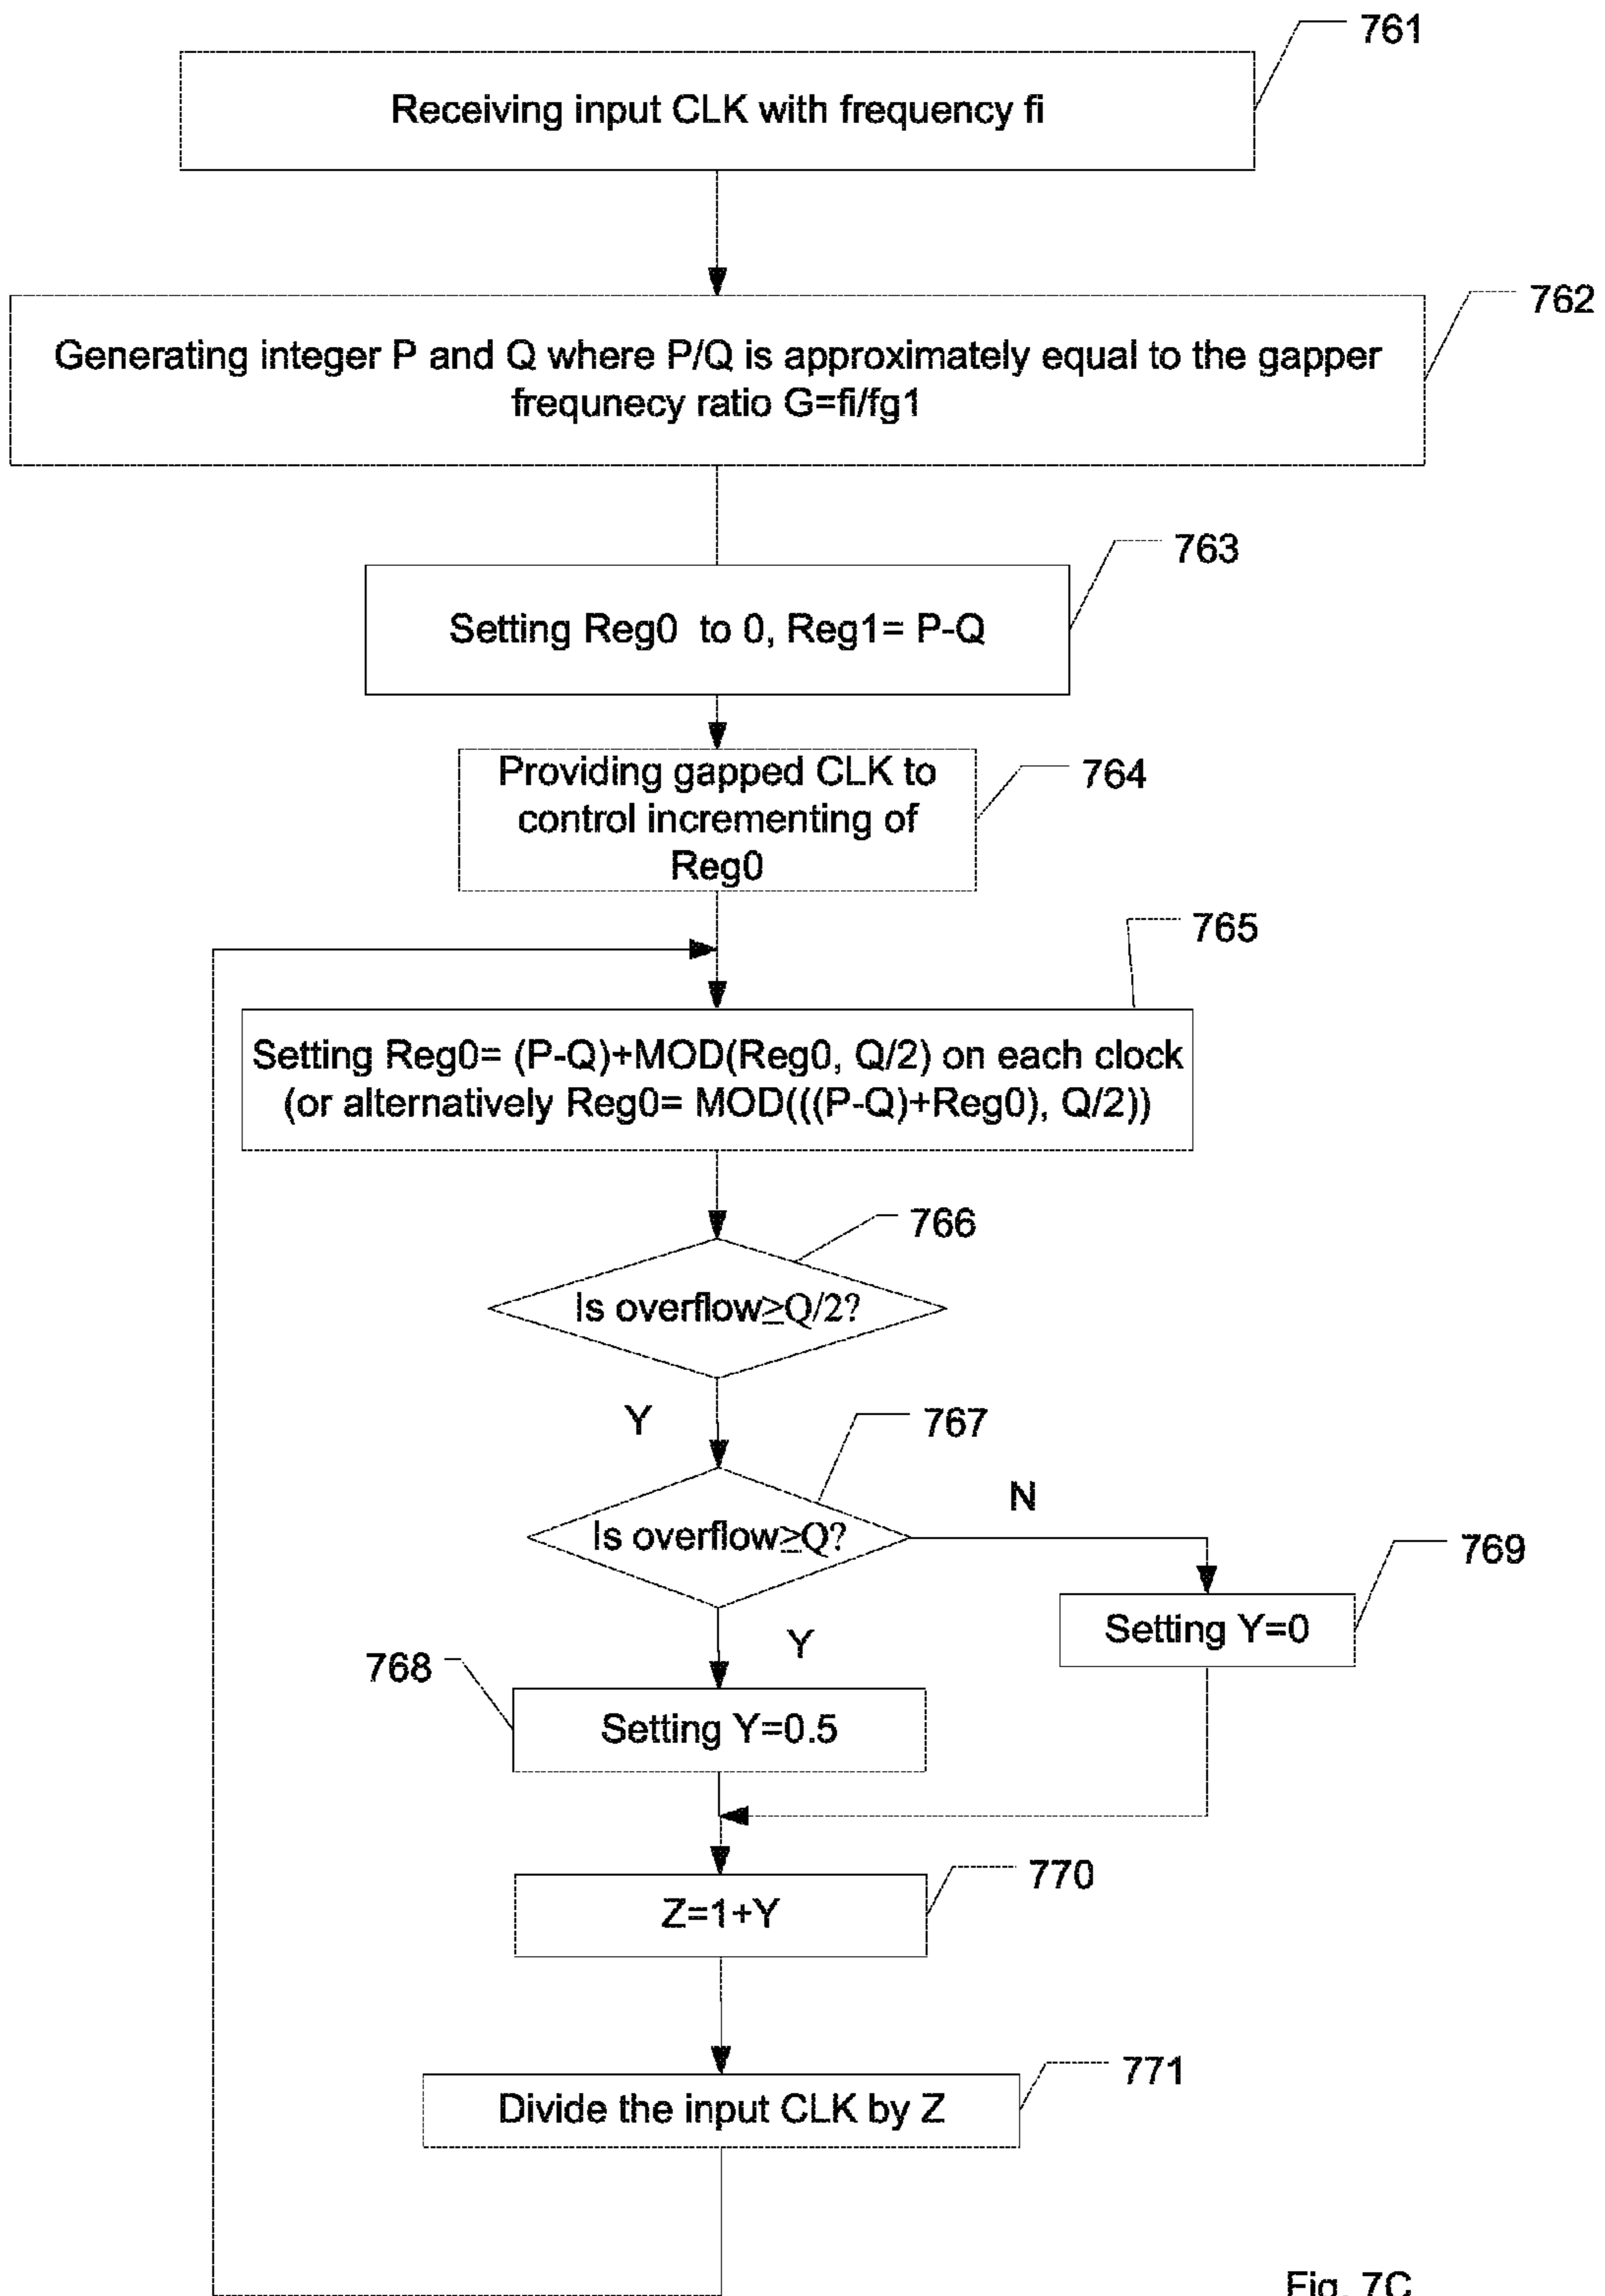 761
Receiving input CLK with frequency fi
762
Generating integer P and Q where P/Q is approximately equal to the gapper
frequnecy ratio G=fi/fg1
763
Setting Reg0 to 0, Reg1= P-Q
764
Providing gapped CLK to
control incrementing of
Reg0
765
Setting Reg0= (P-Q)+MOD(Reg0, Q/2) on each clock
(or alternatively Reg0= MOD(((P-Q)+Reg0), Q/2))
766
Is overflow≥Q/2?
Y
767
Is overflow≥Q?
N
769
Setting Y=0
Y
768
Setting Y=0.5
770
Z=1+Y
771
Divide the input CLK by Z
Fig. 7C